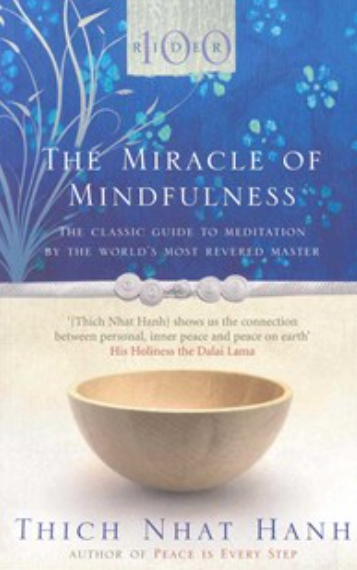 RIDER
100
THE MIRACLE OF
MINDFULNESS
THE CLASSIC GUIDE TO MEDITATION
BY THE WORLD'S MOST REVERED MASTER
'[Thich Nhat Hanh] shows us the connection
between personal, inner peace and peace on earth'
His Holiness the Dalai Lama
THICH NHAT HANH
AUTHOR OF PEACE IS EVERY STEP